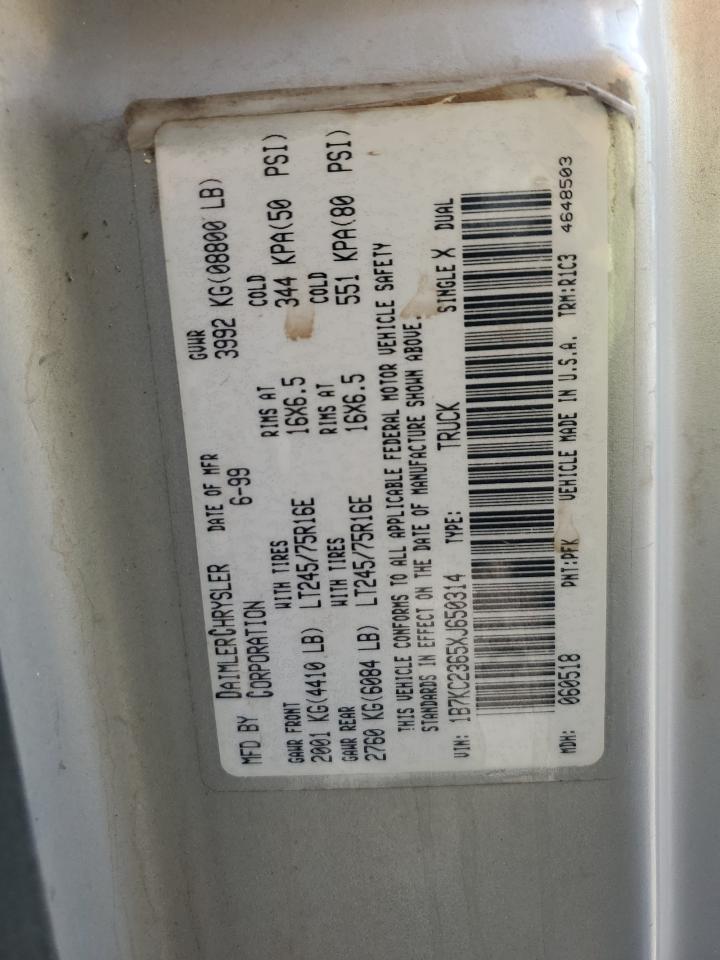 MFD BY DAIMLERCHRYSLER CORPORATION DATE OF MFR 6-99 GVWR 3992 KG(08800 LB)
GAWR FRONT WITH TIRES RIMS AT COLD
2001 KG(4410 LB) LT245/75R16E 16X6.5 344 KPA(50 PSI)
GAWR REAR WITH TIRES RIMS AT COLD
2760 KG(6084 LB) LT245/75R16E 16X6.5 551 KPA(80 PSI)
THIS VEHICLE CONFORMS TO ALL APPLICABLE FEDERAL MOTOR VEHICLE SAFETY
STANDARDS IN EFFECT ON THE DATE OF MANUFACTURE SHOWN ABOVE.
VIN: 1B7KC2365XJ650314 TYPE: TRUCK SINGLE X DUAL
MDH: 060518 PNT:PFK VEHICLE MADE IN U.S.A. TRM:R1C3 4648503